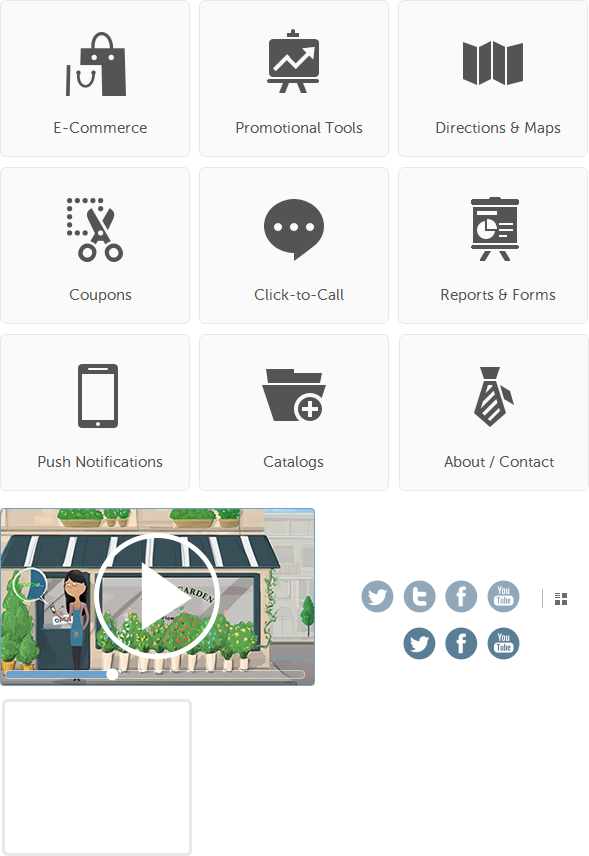 E-Commerce
Promotional Tools
Directions & Maps
Coupons
Click-to-Call
Reports & Forms
Push Notifications
Catalogs
About / Contact
GARDEN
OPEN
You
Tube
You
Tube